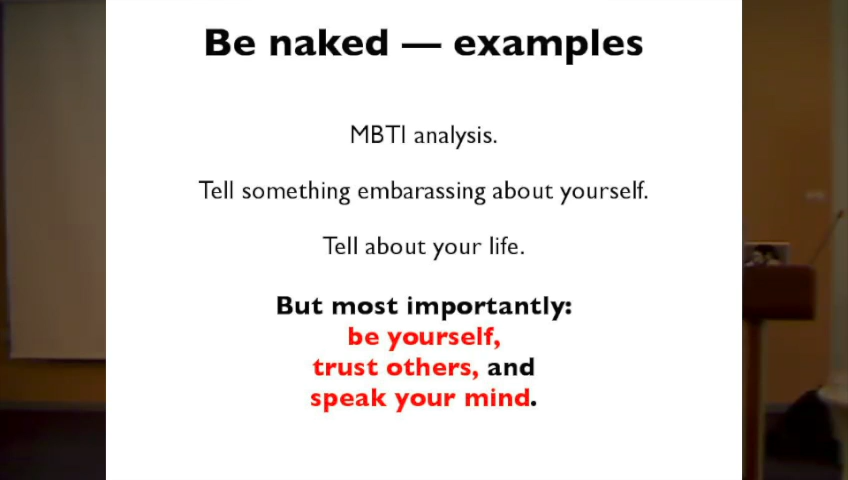 Be naked — examples
MBTI analysis.
Tell something embarassing about yourself.
Tell about your life.
But most importantly:
be yourself,
trust others, and
speak your mind.